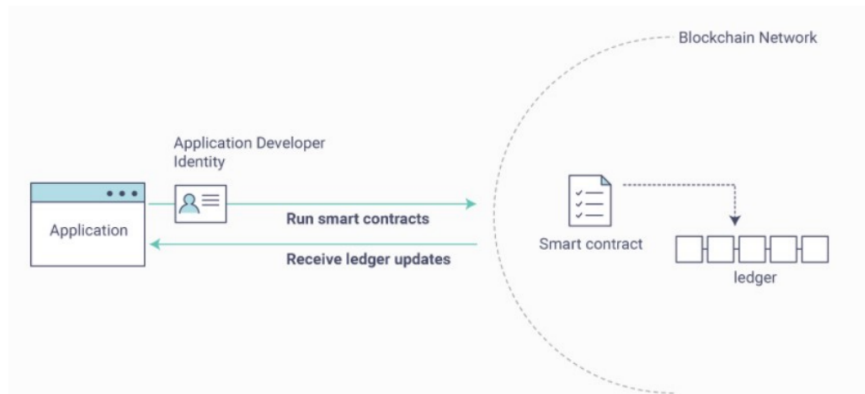 Blockchain Network
Application Developer
Identity
Application
Run smart contracts
Receive ledger updates
Smart contract
ledger